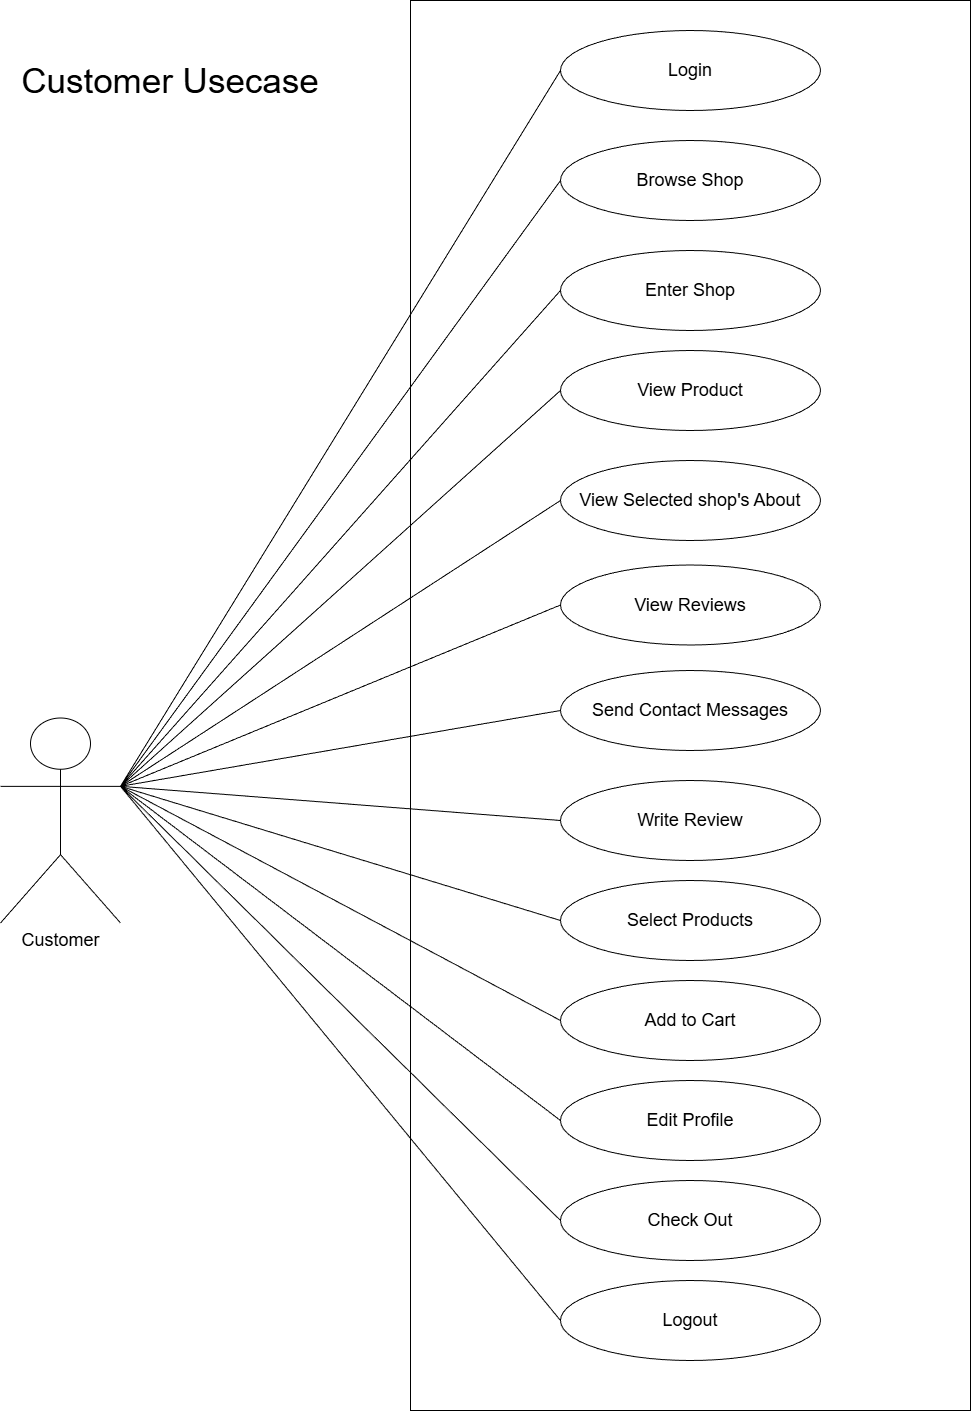 Customer Usecase
Login
Browse Shop
Enter Shop
View Product
View Selected shop's About
View Reviews
Send Contact Messages
Write Review
Select Products
Customer
Add to Cart
Edit Profile
Check Out
Logout